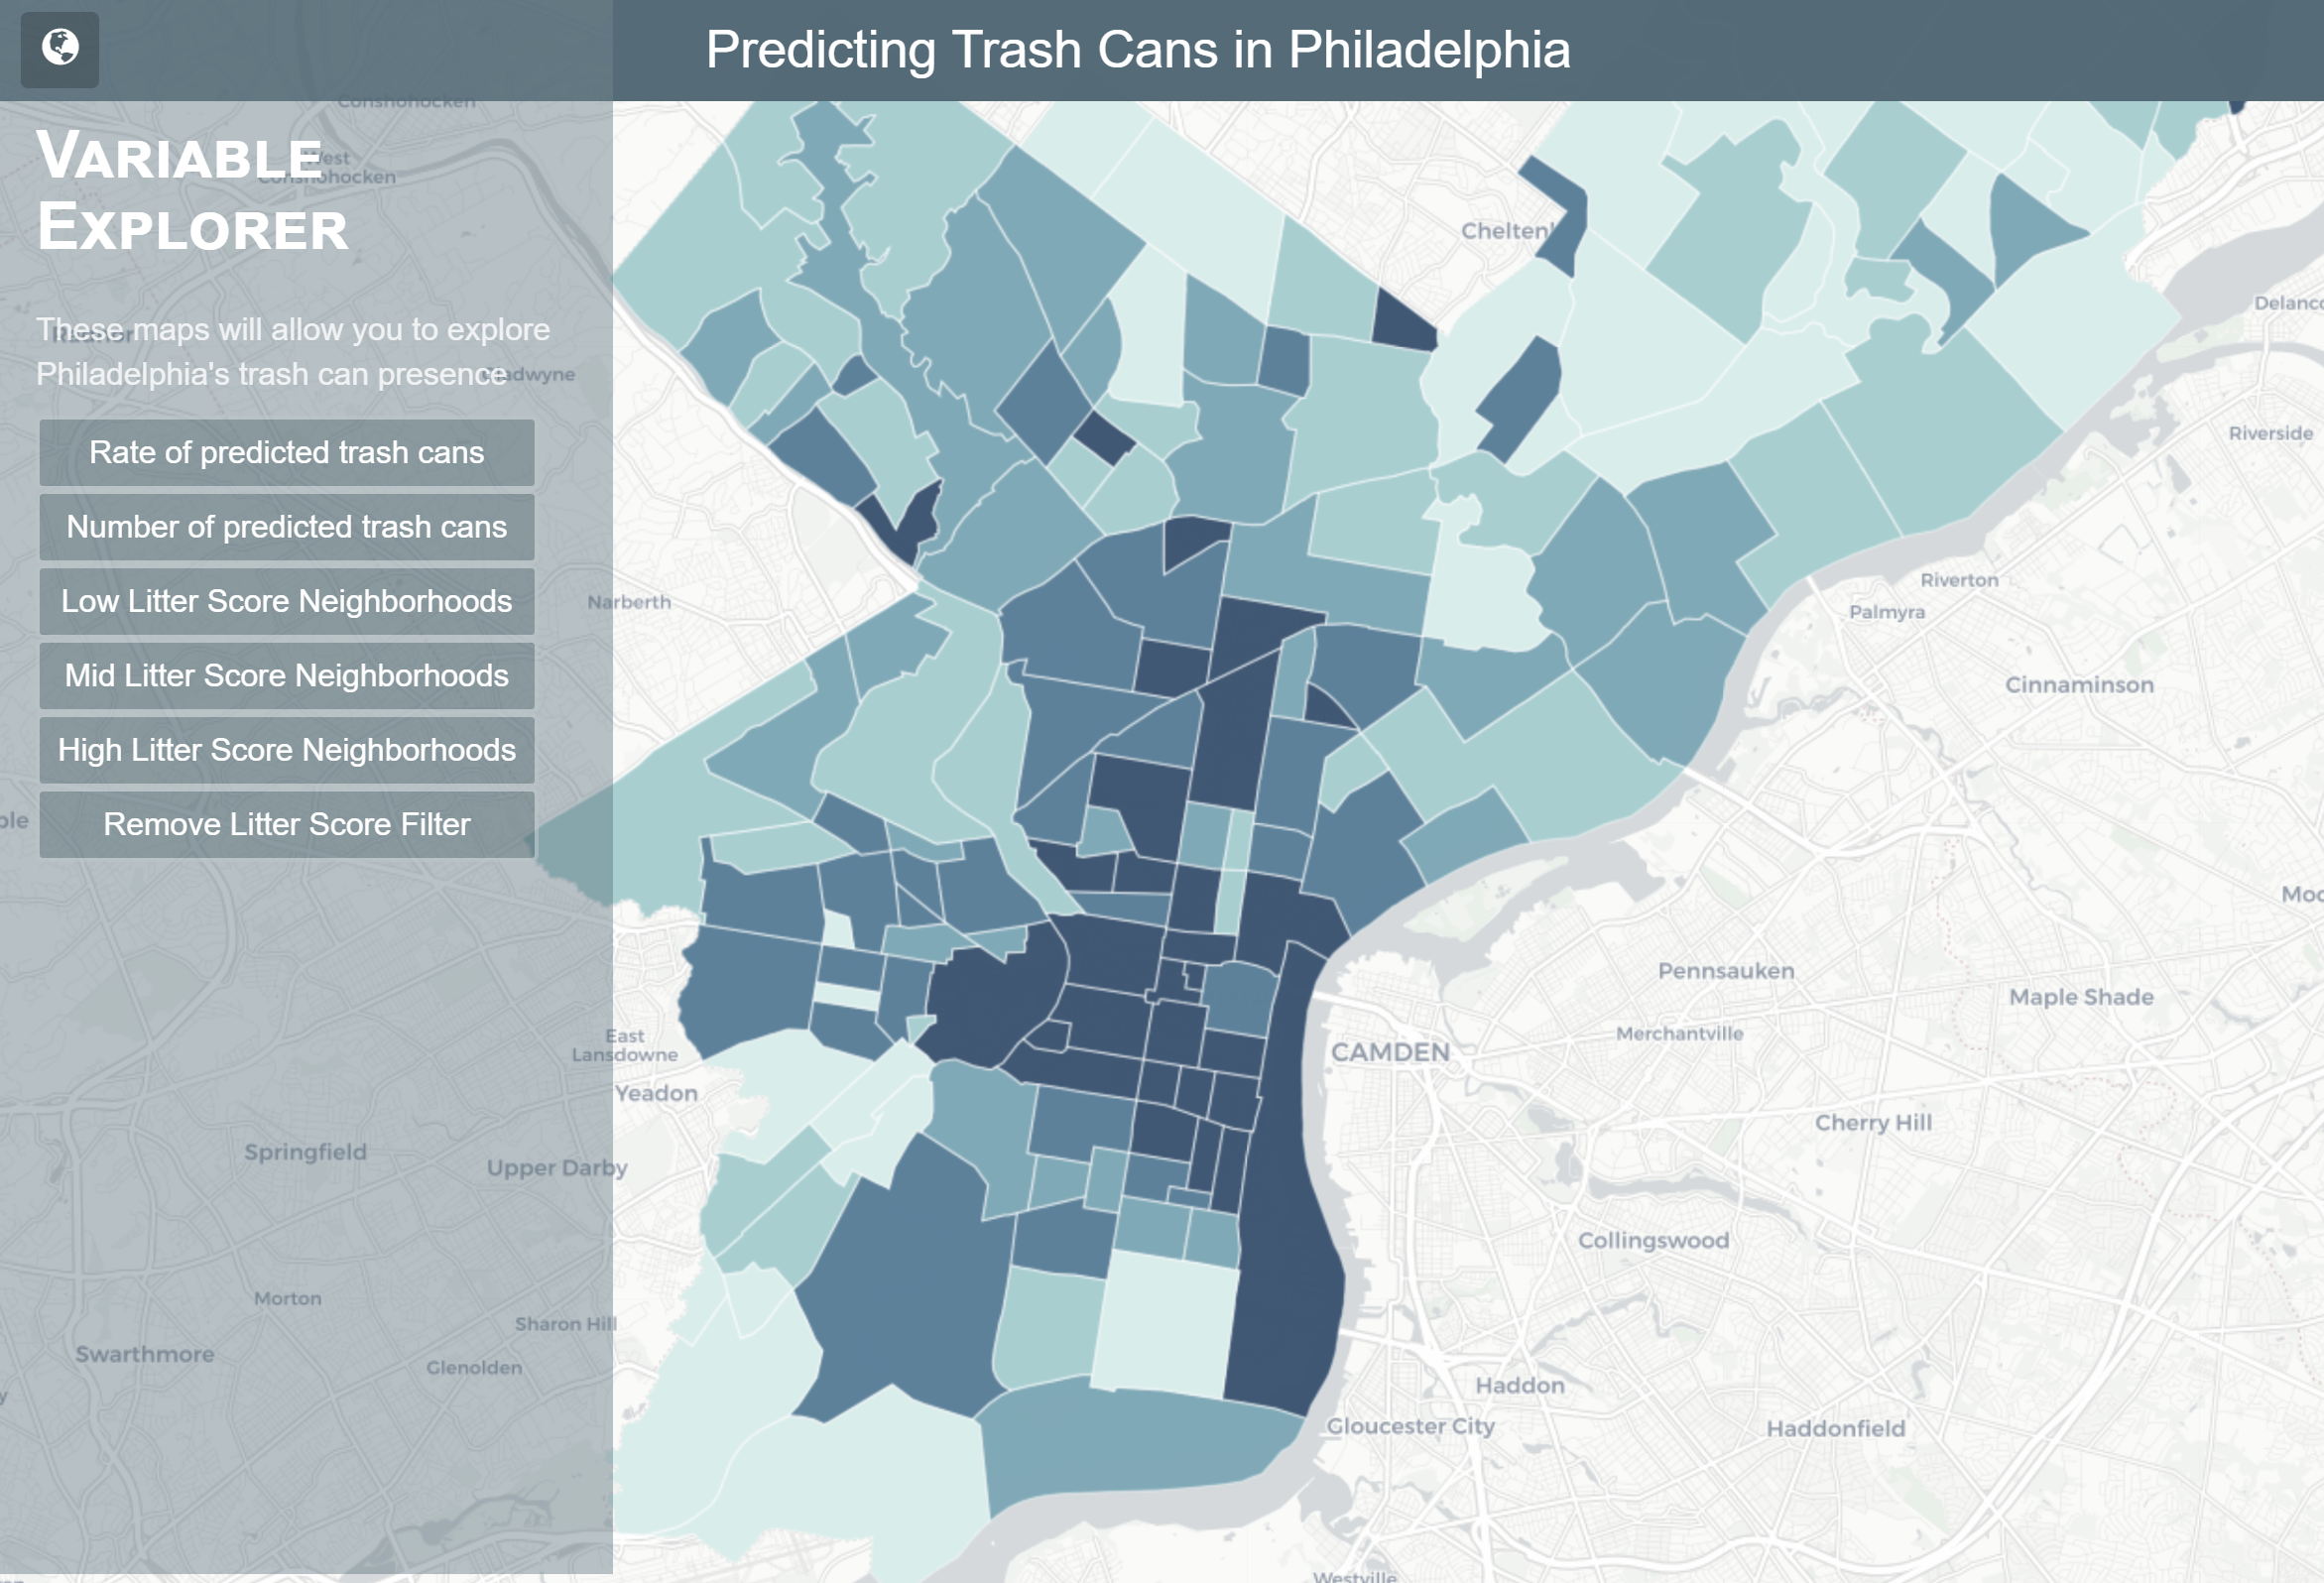 Predicting Trash Cans in Philadelphia
VARIABLE
EXPLORER
These maps will allow you to explore
Philadelphia's trash can presence
Rate of predicted trash cans
Number of predicted trash cans
Low Litter Score Neighborhoods
Mid Litter Score Neighborhoods
High Litter Score Neighborhoods
Remove Litter Score Filter
Conshohocken
West
Conshohocken
Narberth
East
Lansdowne
Yeadon
Springfield
Upper Darby
Morton
Sharon Hill
Swarthmore
Glenolden
Riverside
Riverton
Palmyra
Cinnaminson
Pennsauken
Maple Shade
Merchantville
CAMDEN
Cherry Hill
Collingswood
Haddon
Gloucester City
Haddonfield
Westville